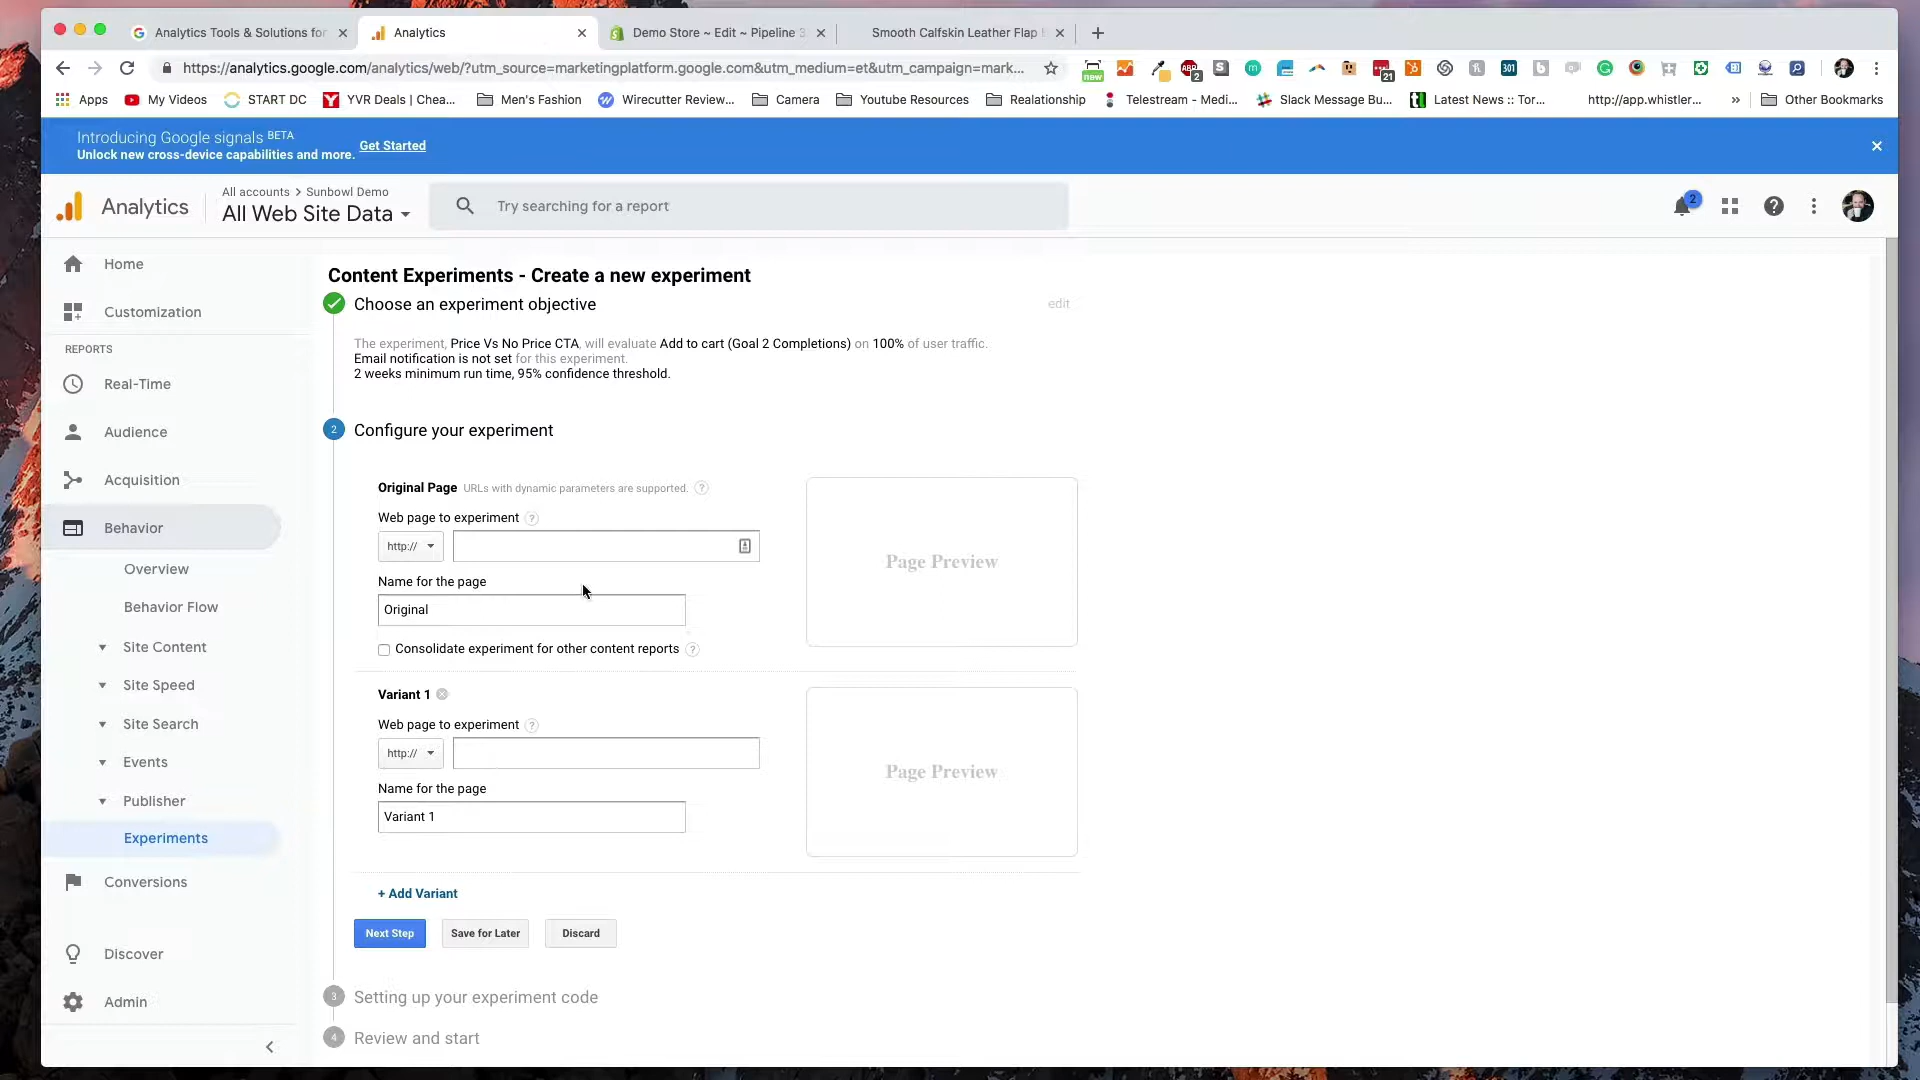 Analytics Tools & Solutions for
Analytics
Demo Store ~ Edit ~ Pipeline 3
Smooth Calfskin Leather Flap
https://analytics.google.com/analytics/web/?utm_source=marketingplatform.google.com&utm_medium=et&utm_campaign=mark...
new
2
21
301
Apps
My Videos
START DC
YVR Deals | Chea...
Men's Fashion
Wirecutter Review...
Camera
Youtube Resources
Realationship
Telestream - Medi...
Slack Message Bu...
Latest News :: Tor...
http://app.whistler...
»
Other Bookmarks
Introducing Google signals BETA
Unlock new cross-device capabilities and more.
Get Started
Analytics
All accounts > Sunbowl Demo
All Web Site Data
Try searching for a report
2
Home
Customization
REPORTS
Real-Time
Audience
Acquisition
Behavior
Overview
Behavior Flow
Site Content
Site Speed
Site Search
Events
Publisher
Experiments
Conversions
Discover
Admin
Content Experiments - Create a new experiment
Choose an experiment objective
edit
The experiment, Price Vs No Price CTA, will evaluate Add to cart (Goal 2 Completions) on 100% of user traffic.
Email notification is not set for this experiment.
2 weeks minimum run time, 95% confidence threshold.
2 Configure your experiment
Original Page URLs with dynamic parameters are supported. ?
Web page to experiment ?
http://
Name for the page
Original
Consolidate experiment for other content reports ?
Page Preview
Variant 1
Web page to experiment ?
http://
Name for the page
Variant 1
Page Preview
+ Add Variant
Next Step
Save for Later
Discard
3 Setting up your experiment code
4 Review and start